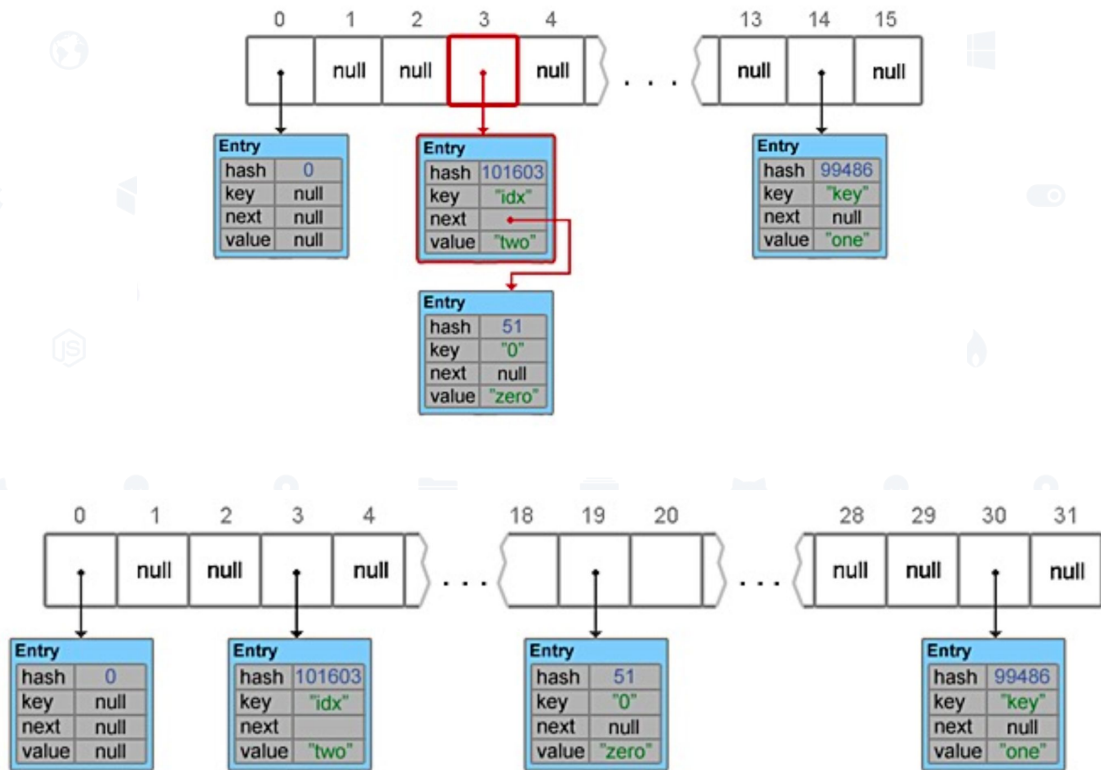 0 1 2 3 4 13 14 15
null null null . . . null null
Entry
hash 0
key null
next null
value null
Entry
hash 101603
key "idx"
next
value "two"
Entry
hash 99486
key "key"
next null
value "one"
Entry
hash 51
key "0"
next null
value "zero"
JS
0 1 2 3 4 18 19 20 28 29 30 31
null null null . . . . . . null null null
Entry
hash 0
key null
next null
value null
Entry
hash 101603
key "idx"
next
value "two"
Entry
hash 51
key "0"
next null
value "zero"
Entry
hash 99486
key "key"
next null
value "one"